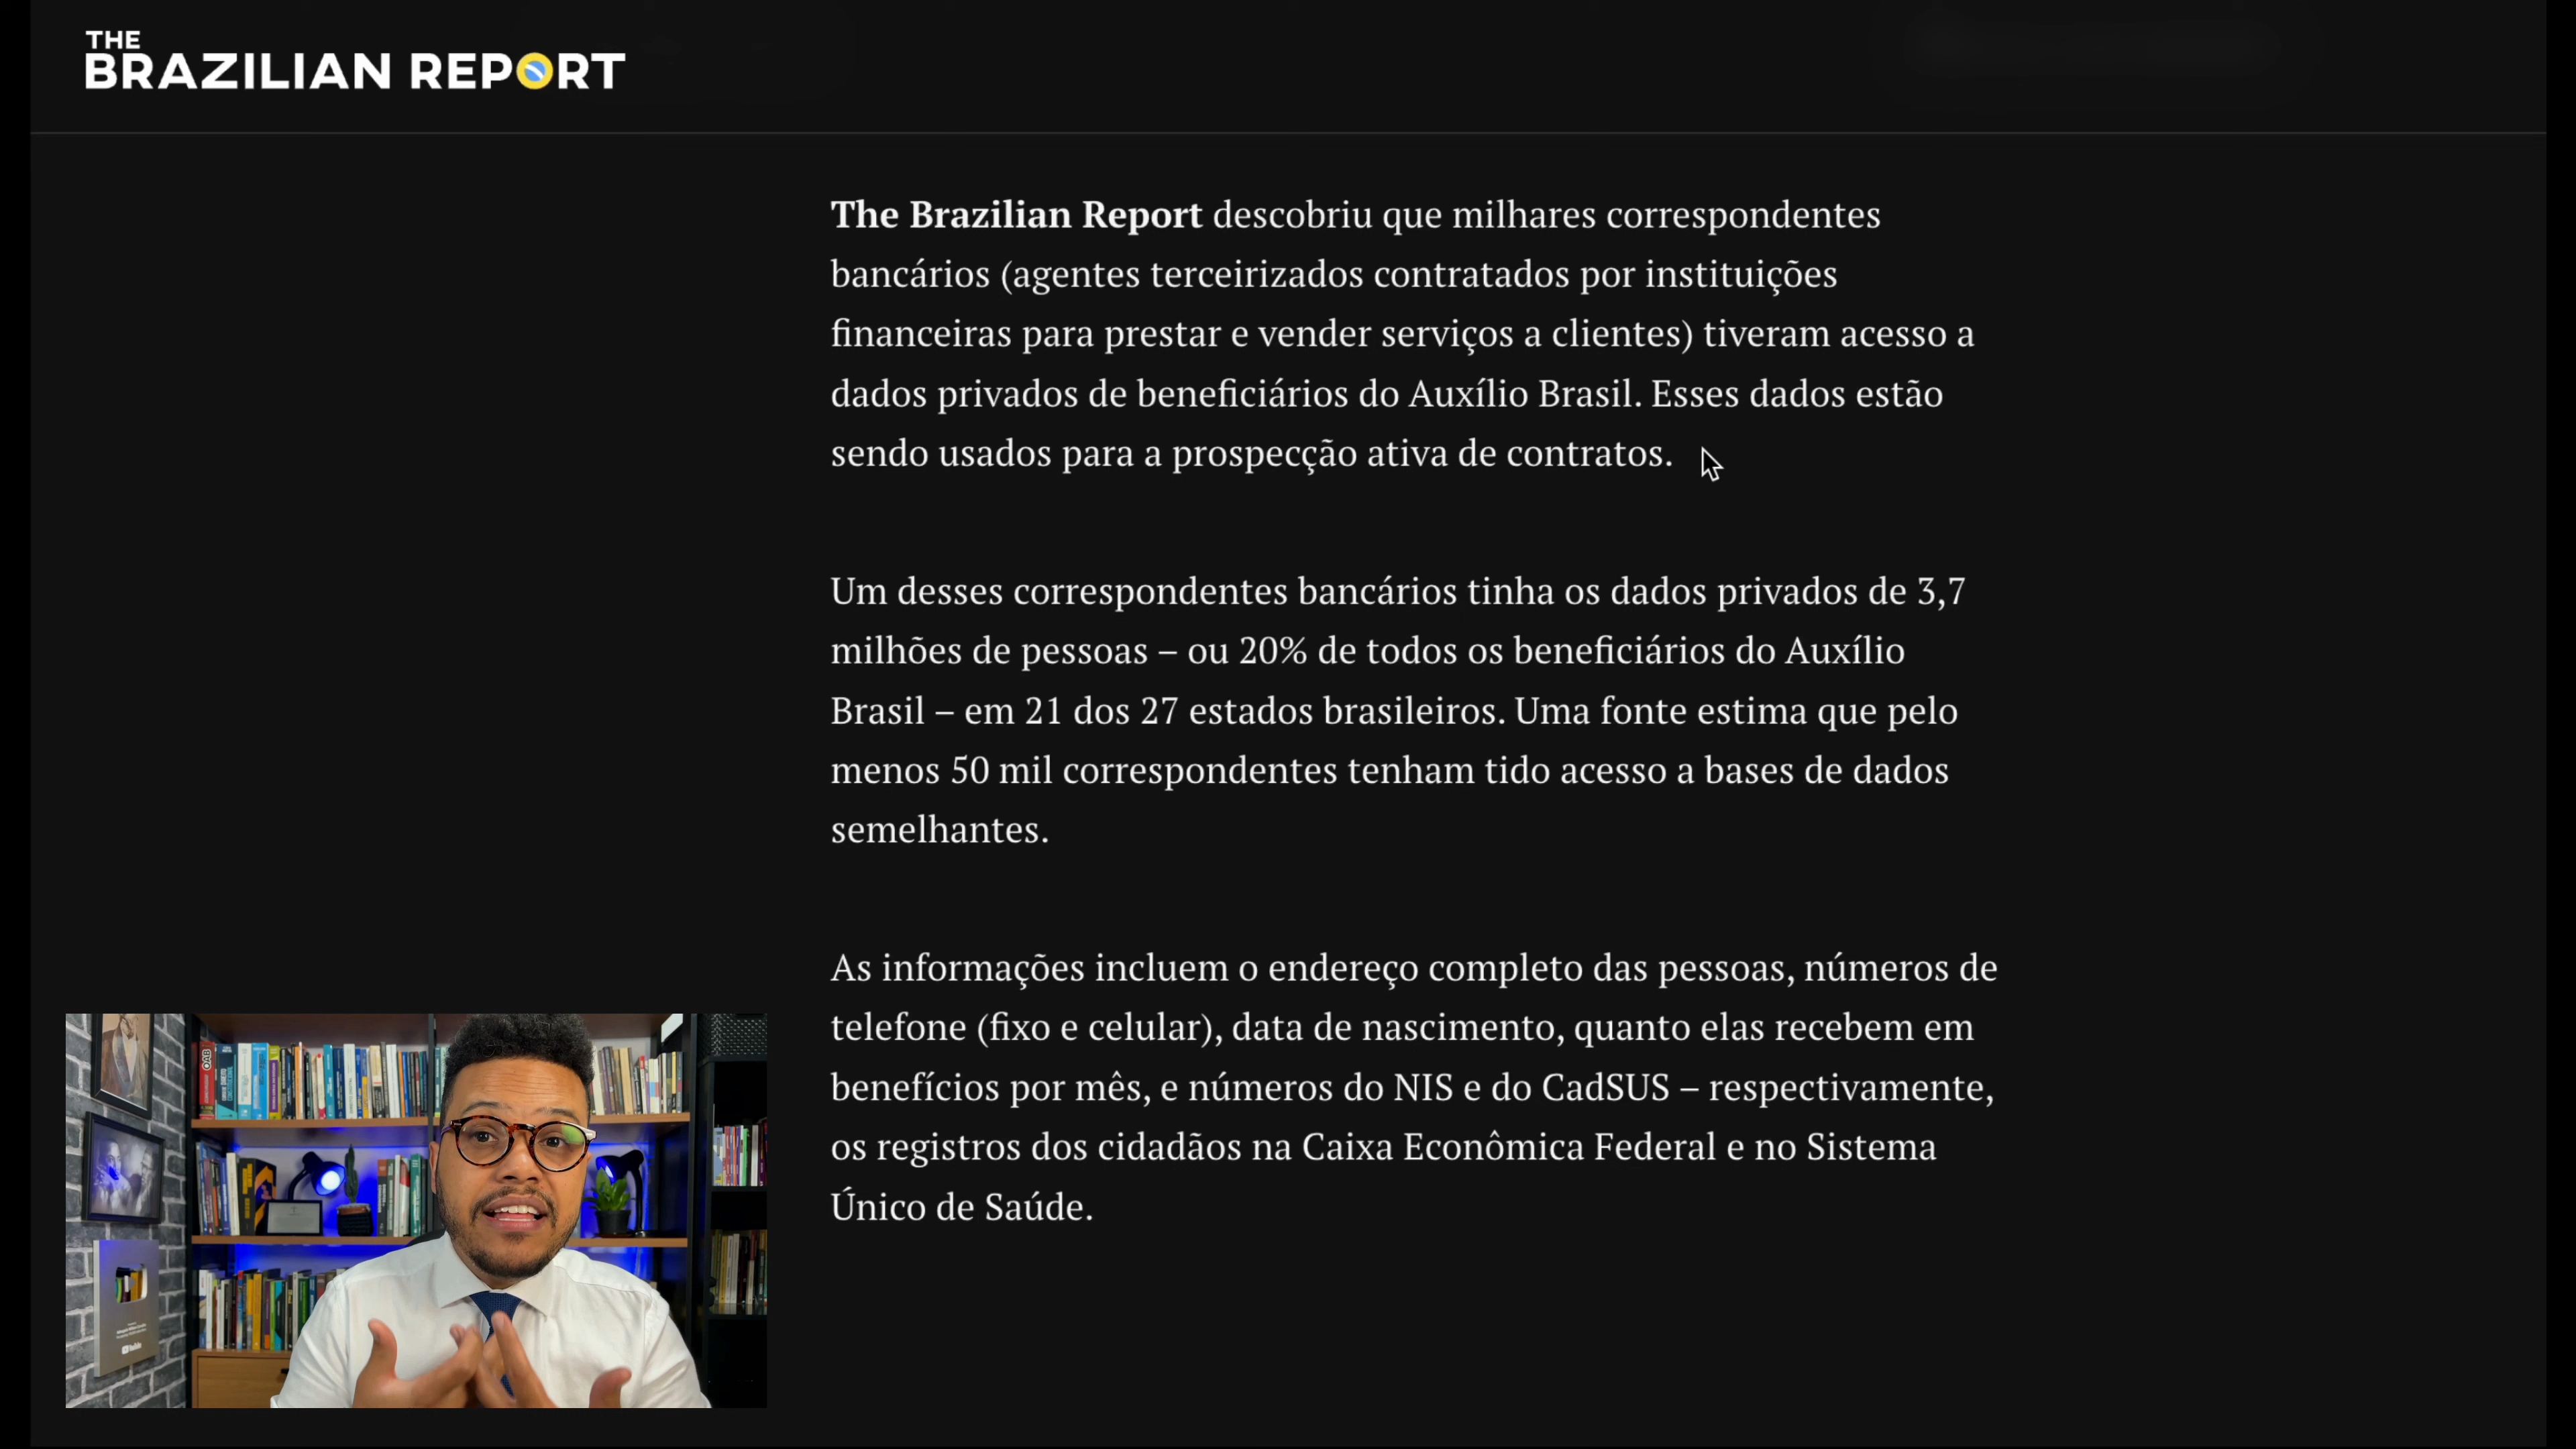 THE
BRAZILIAN REPORT
The Brazilian Report descobriu que milhares correspondentes
bancários (agentes terceirizados contratados por instituições
financeiras para prestar e vender serviços a clientes) tiveram acesso a
dados privados de beneficiários do Auxílio Brasil. Esses dados estão
sendo usados para a prospecção ativa de contratos.
Um desses correspondentes bancários tinha os dados privados de 3,7
milhões de pessoas – ou 20% de todos os beneficiários do Auxílio
Brasil – em 21 dos 27 estados brasileiros. Uma fonte estima que pelo
menos 50 mil correspondentes tenham tido acesso a bases de dados
semelhantes.
As informações incluem o endereço completo das pessoas, números de
telefone (fixo e celular), data de nascimento, quanto elas recebem em
benefícios por mês, e números do NIS e do CadSUS – respectivamente,
os registros dos cidadãos na Caixa Econômica Federal e no Sistema
Único de Saúde.
OAB
YouTube